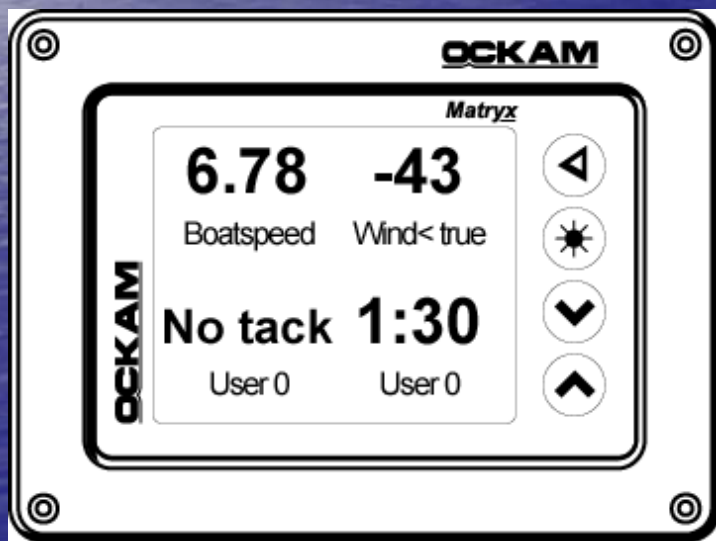 OCKAM
Matryx
6.78 -43
Boatspeed Wind< true
No tack 1:30
User 0 User 0
OCKAM